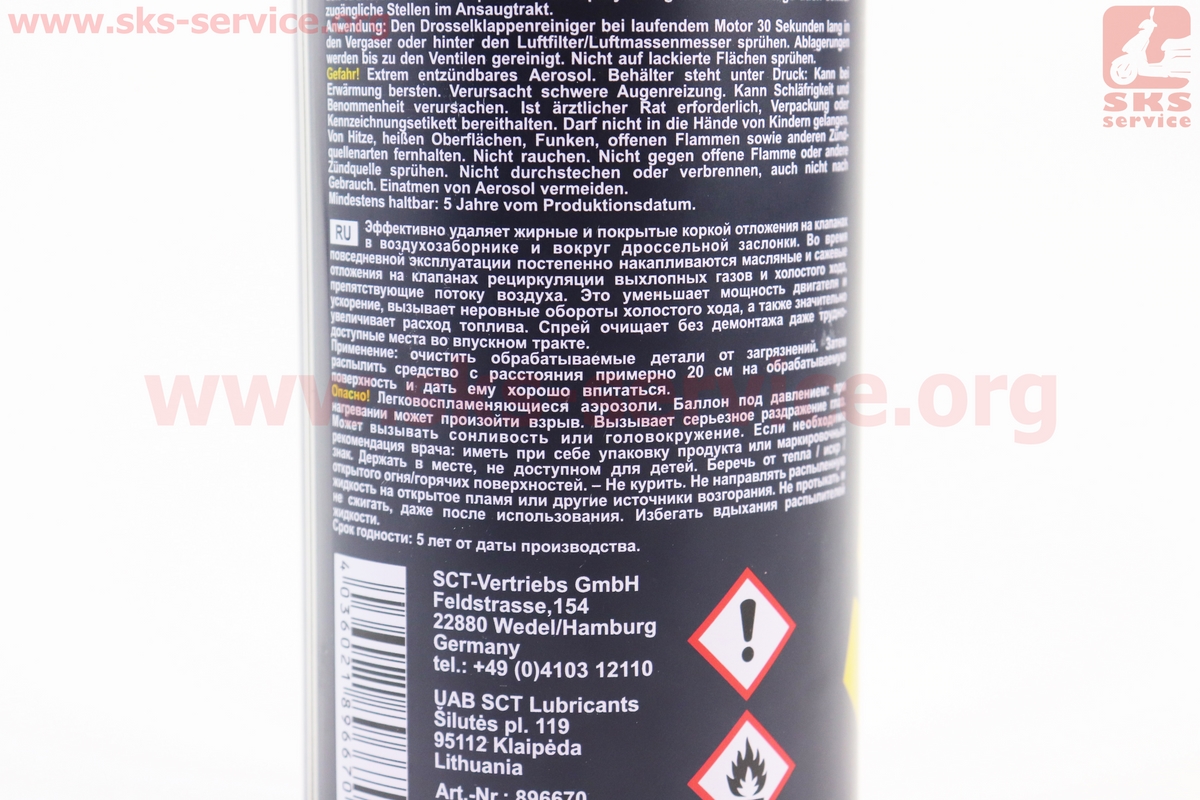 www.sks-service.org
SKS
service
zugängliche Stellen im Ansaugtrakt.
Anwendung: Den Drosselklappenreiniger bei laufendem Motor 30 Sekunden lang in
den Vergaser oder hinter den Luftfilter/Luftmassenmesser sprühen. Ablagerungen
werden bis zu den Ventilen gereinigt. Nicht auf lackierte Flächen sprühen.
Gefahr! Extrem entzündbares Aerosol. Behälter steht unter Druck: Kann bei
Erwärmung bersten. Verursacht schwere Augenreizung. Kann Schläfrigkeit und
Benommenheit verursachen. Ist ärztlicher Rat erforderlich, Verpackung oder
Kennzeichnungsetikett bereithalten. Darf nicht in die Hände von Kindern gelangen.
Von Hitze, heißen Oberflächen, Funken, offenen Flammen sowie anderen Zünd-
quellenarten fernhalten. Nicht rauchen. Nicht gegen offene Flamme oder andere
Zündquelle sprühen. Nicht durchstechen oder verbrennen, auch nicht nach
Gebrauch. Einatmen von Aerosol vermeiden.
Mindestens haltbar: 5 Jahre vom Produktionsdatum.
RU Эффективно удаляет жирные и покрытые коркой отложения на клапанах
в воздухозаборнике и вокруг дроссельной заслонки. Во время
повседневной эксплуатации постепенно накапливаются масляные и сажевые
отложения на клапанах рециркуляции выхлопных газов и холостого хода,
препятствующие потоку воздуха. Это уменьшает мощность двигателя и
ускорение, вызывает неровные обороты холостого хода, а также значительно
увеличивает расход топлива. Спрей очищает без демонтажа даже трудно-
доступные места во впускном тракте.
Применение: очистить обрабатываемые детали от загрязнений. Затем
распылить средство с расстояния примерно 20 см на обрабатываемую
поверхность и дать ему хорошо впитаться.
Опасно! Легковоспламеняющиеся аэрозоли. Баллон под давлением: при
нагревании может произойти взрыв. Вызывает серьезное раздражение глаз.
Может вызывать сонливость или головокружение. Если необходима
рекомендация врача: иметь при себе упаковку продукта или маркировочный
знак. Держать в месте, не доступном для детей. Беречь от тепла / искр /
открытого огня/горячих поверхностей. – Не курить. Не направлять распыленную
жидкость на открытое пламя или другие источники возгорания. Не протыкать и
не сжигать, даже после использования. Избегать вдыхания распылителей
жидкости.
Срок годности: 5 лет от даты производства.
www.sks-service.org
4 036021 896670
SCT-Vertriebs GmbH
Feldstrasse,154
22880 Wedel/Hamburg
Germany
tel.: +49 (0)4103 12110
UAB SCT Lubricants
Šilutės pl. 119
95112 Klaipėda
Lithuania
Art.-Nr.: 896670